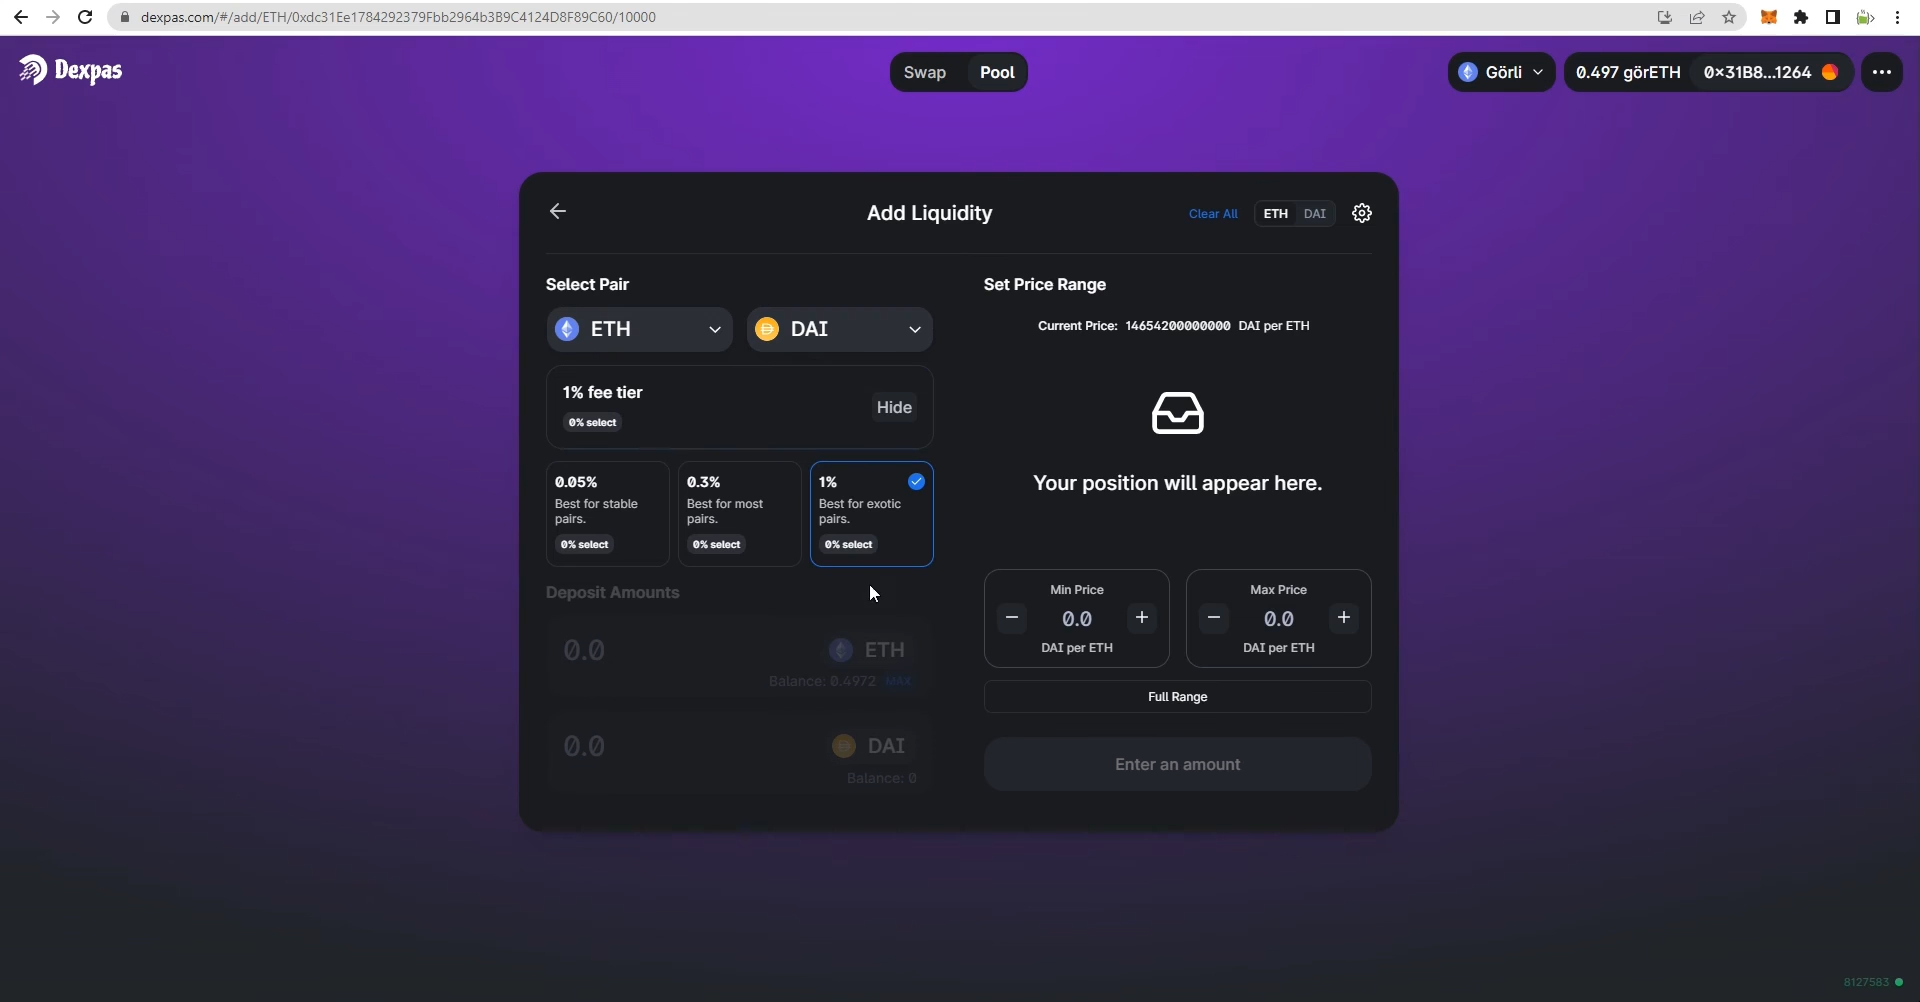 dexpas.com/#/add/ETH/0xdc31Ee1784292379Fbb2964b3B9C4124D8F89C60/10000
Dexpas
Swap Pool
Görli 0.497 görETH 0×31B8...1264
Add Liquidity
Clear All ETH DAI
Select Pair
ETH DAI
1% fee tier
0% select
Hide
0.05%
Best for stable
pairs.
0% select
0.3%
Best for most
pairs.
0% select
1%
Best for exotic
pairs.
0% select
Deposit Amounts
0.0 ETH
Balance: 0.4972 MAX
0.0 DAI
Balance: 0
Set Price Range
Current Price: 14654200000000 DAI per ETH
Your position will appear here.
Min Price
0.0
DAI per ETH
Max Price
0.0
DAI per ETH
Full Range
Enter an amount
8127583